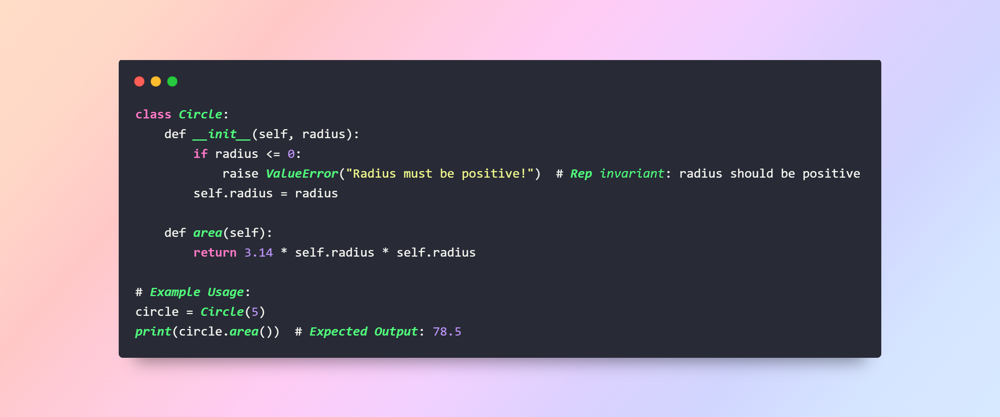 class Circle:
    def __init__(self, radius):
        if radius <= 0:
            raise ValueError("Radius must be positive!")  # Rep invariant: radius should be positive
        self.radius = radius

    def area(self):
        return 3.14 * self.radius * self.radius

# Example Usage:
circle = Circle(5)
print(circle.area())  # Expected Output: 78.5